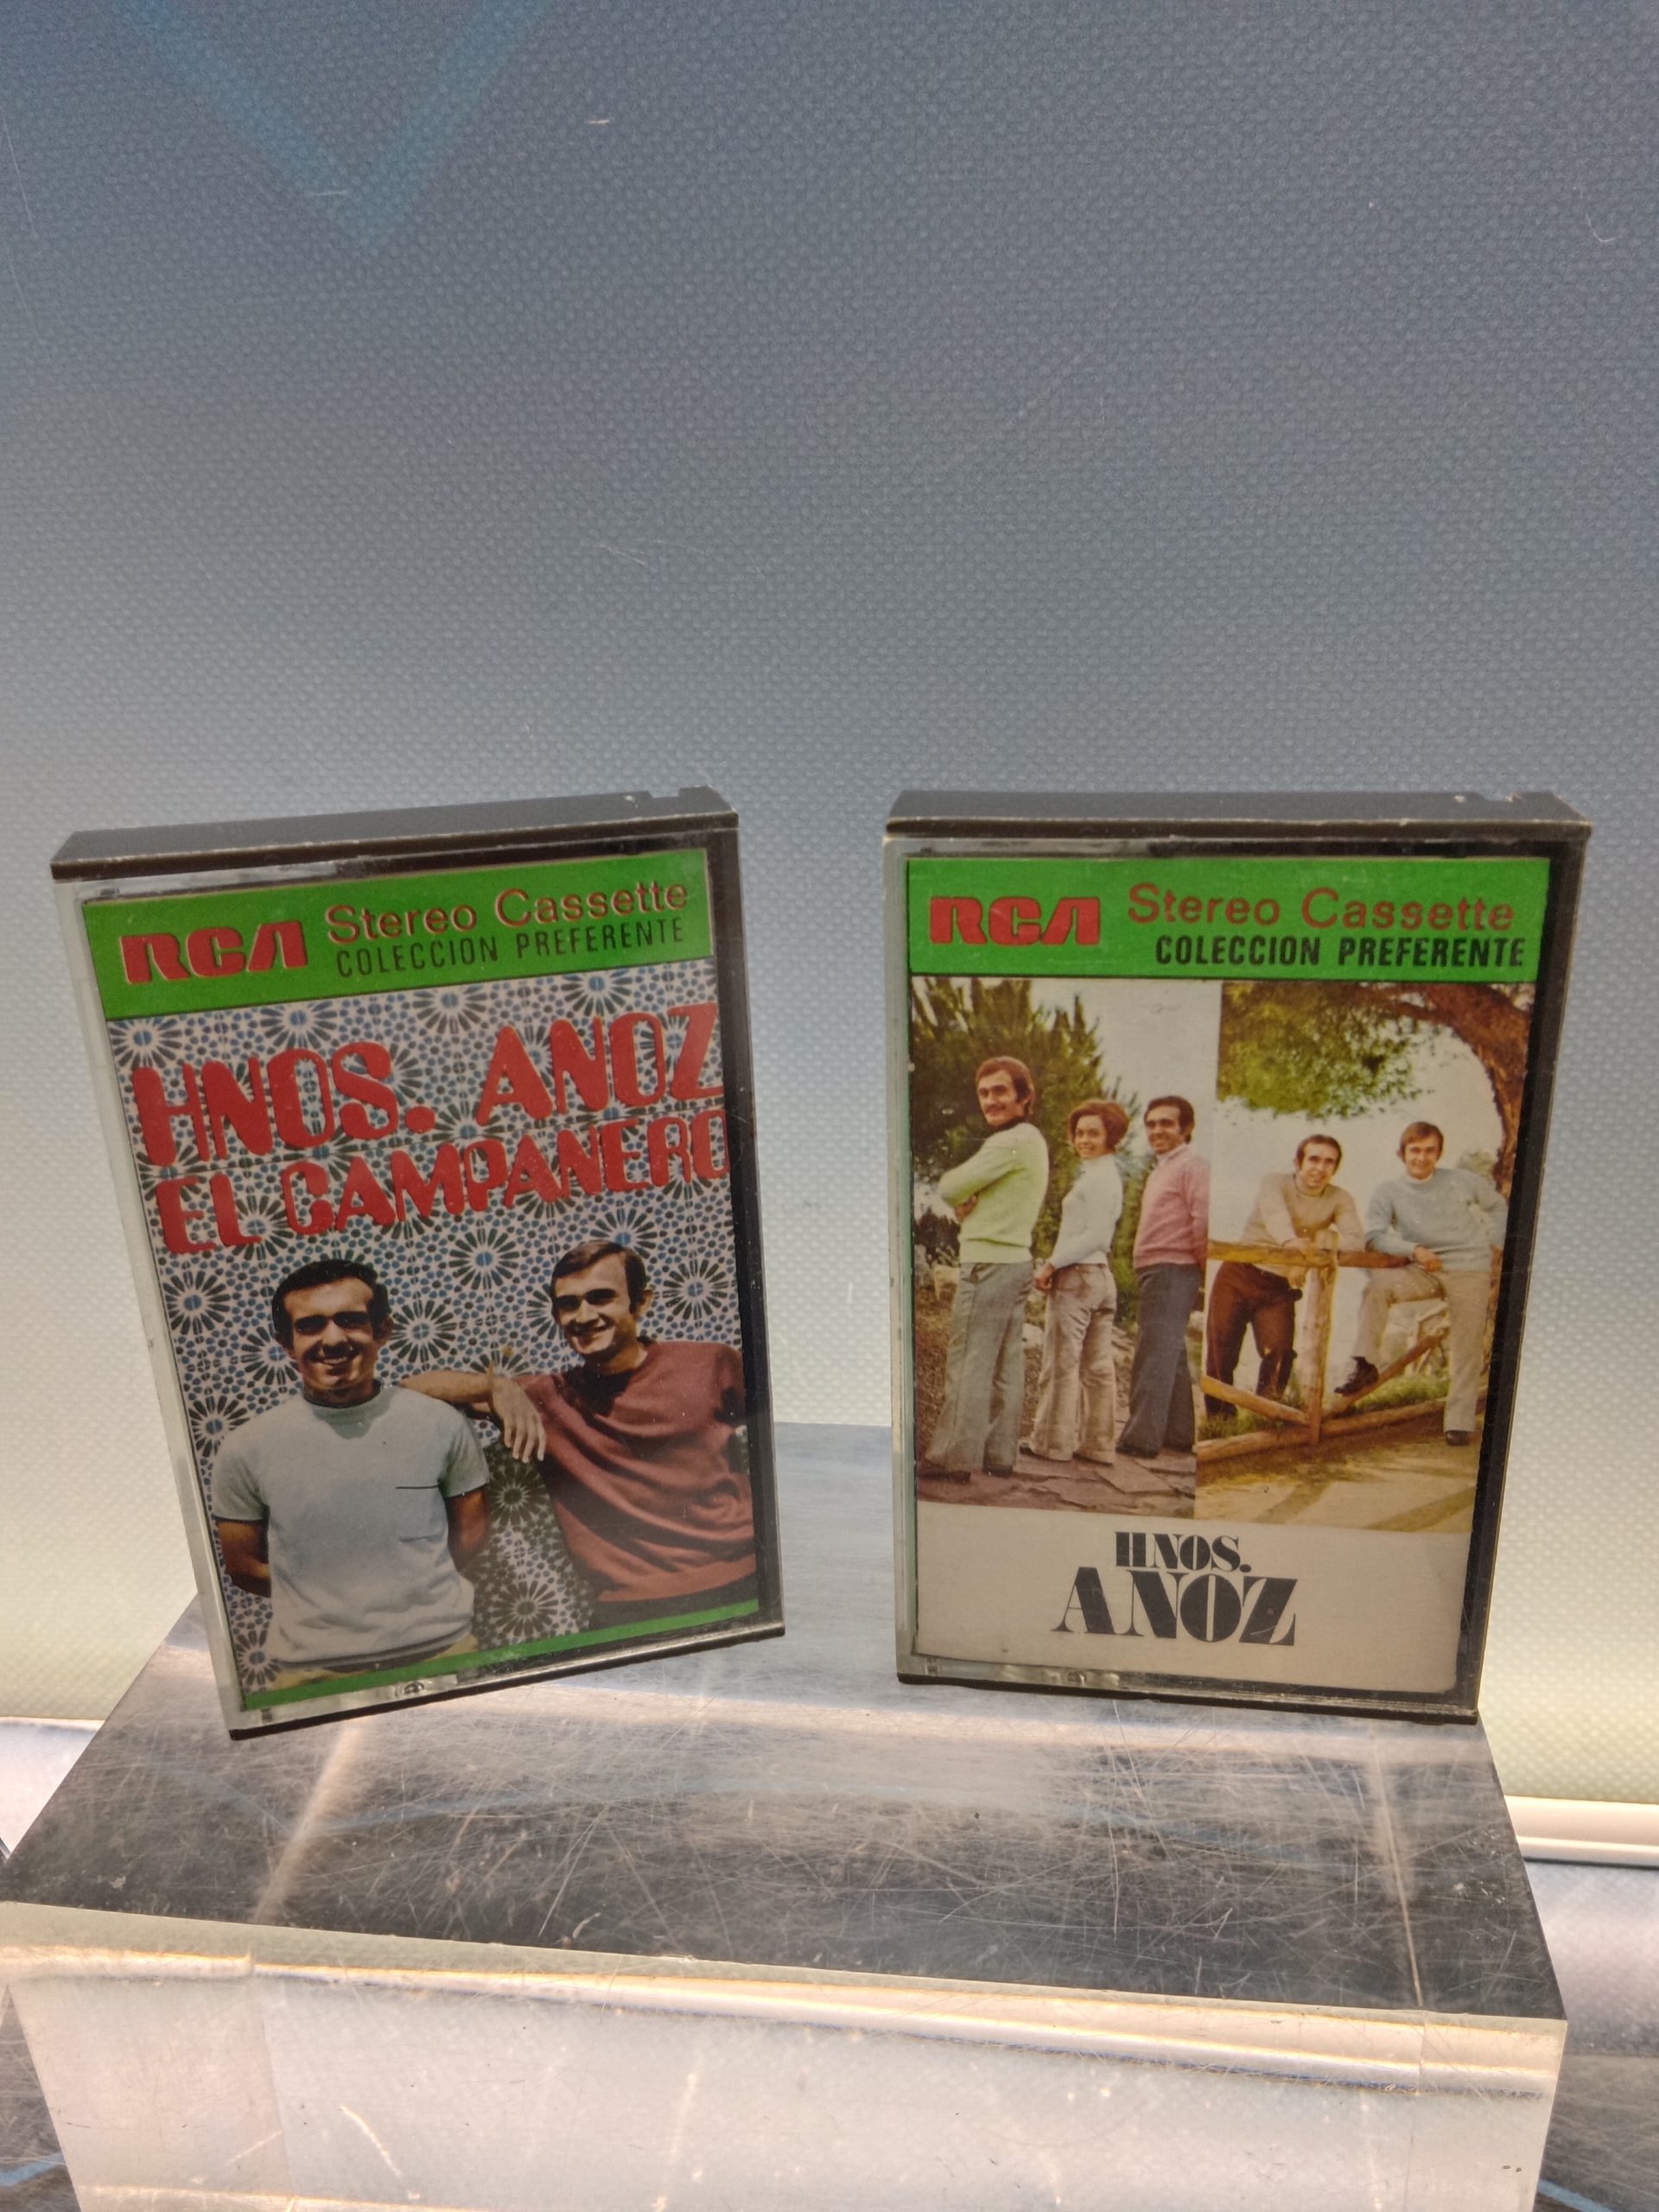 RCA Stereo Cassette
COLECCION PREFERENTE
HNOS. ANOZ
EL CAMPANERO
RCA Stereo Cassette
COLECCION PREFERENTE
HNOS.
ANOZ